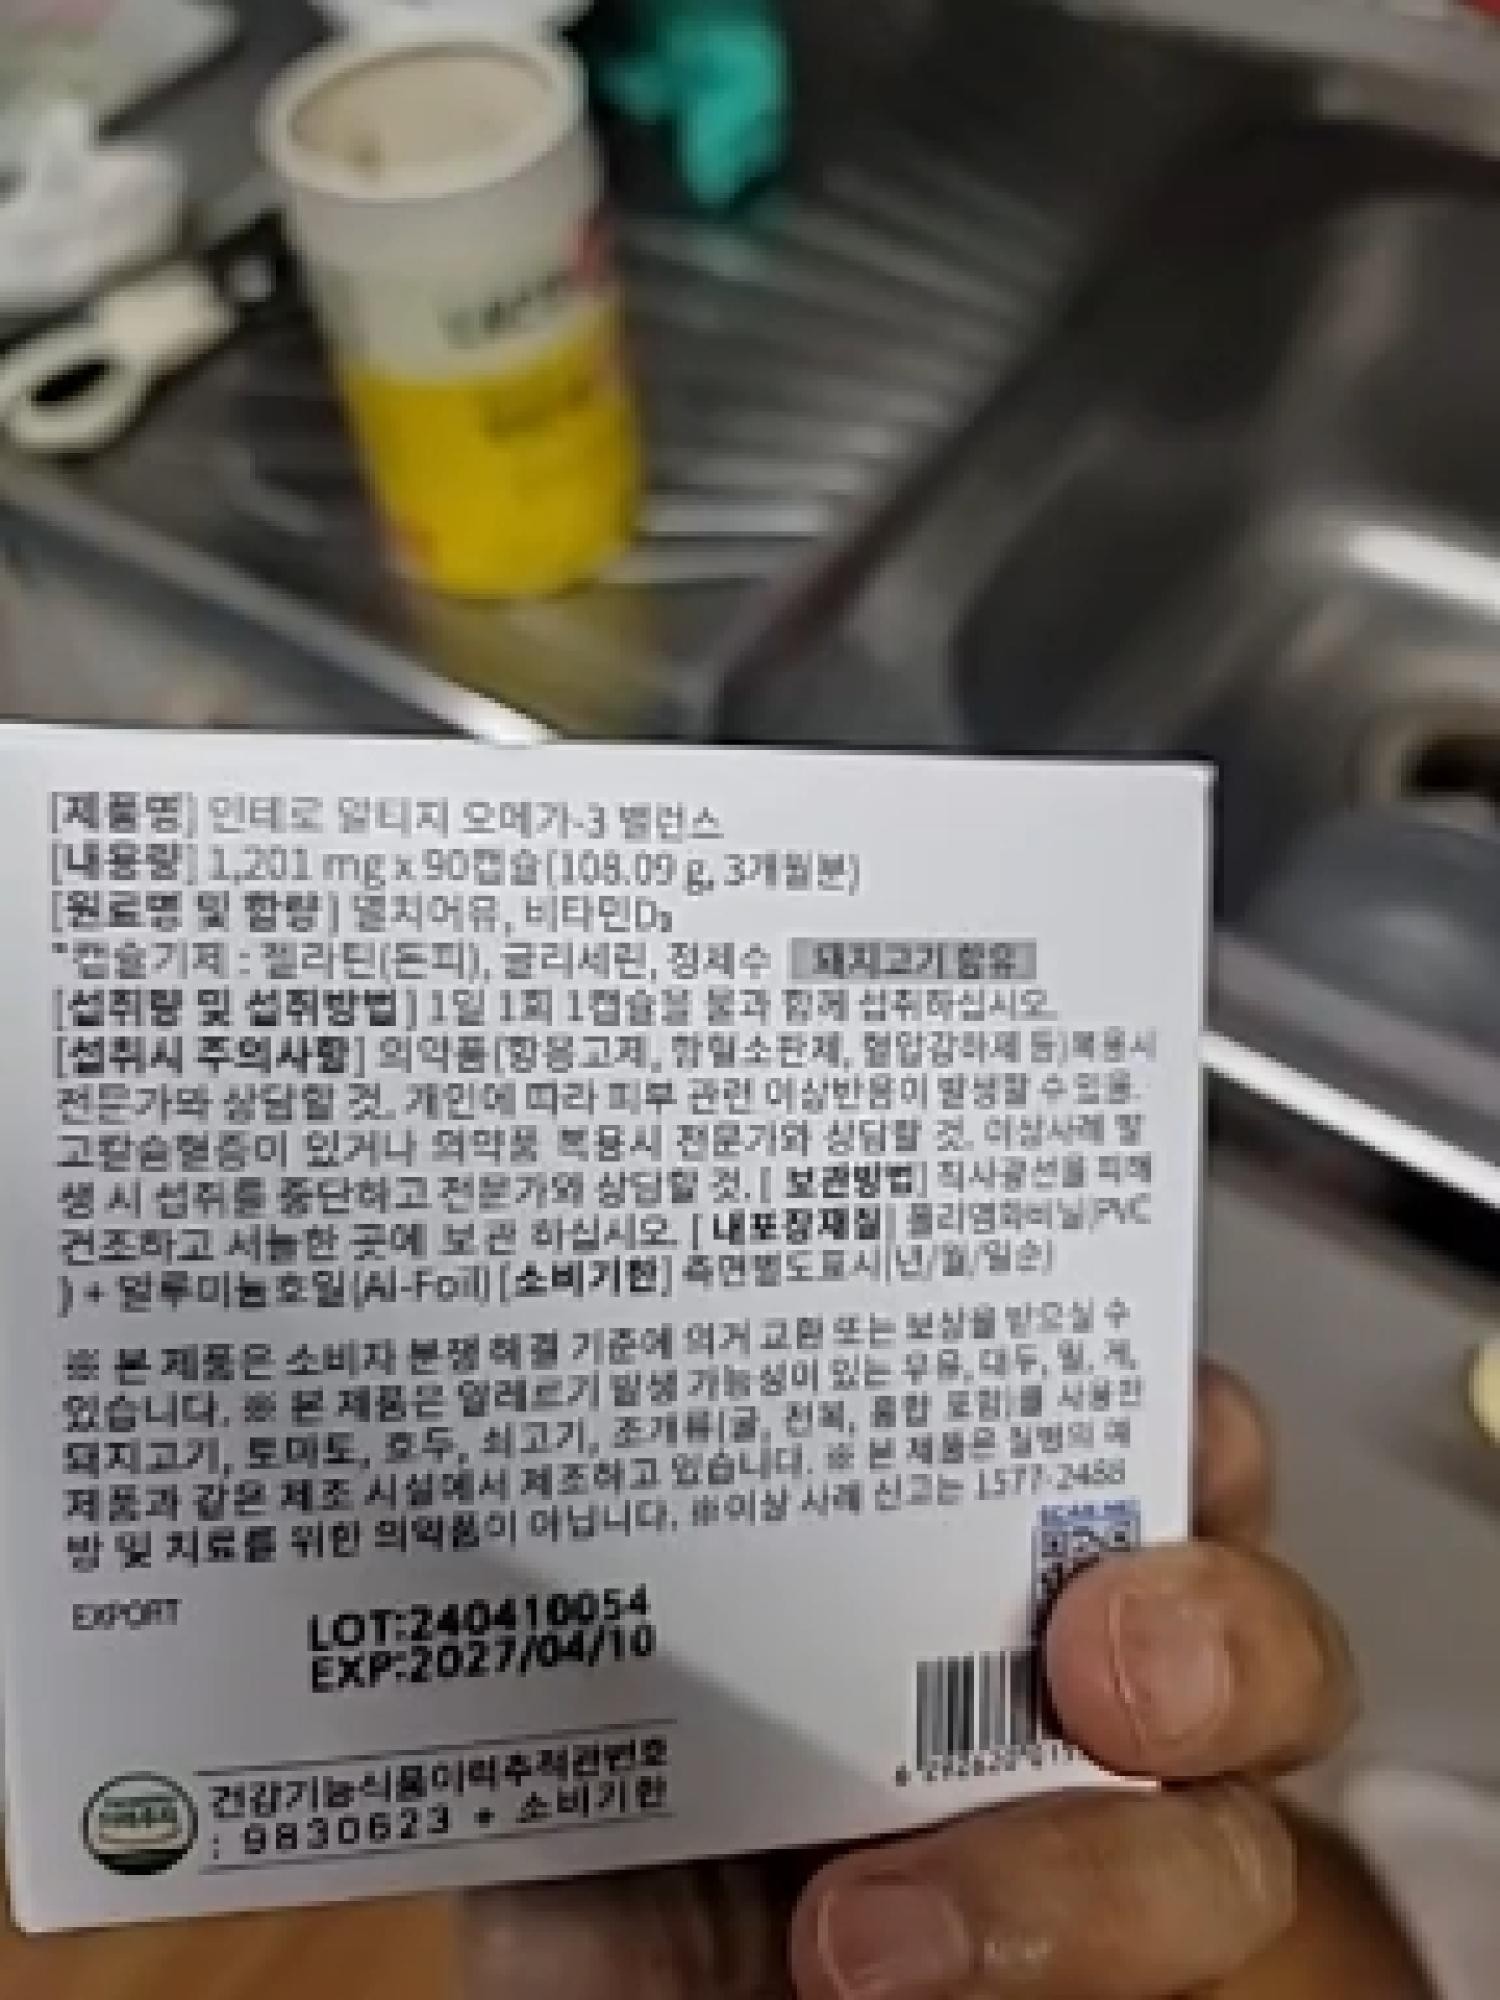 [제품명] 인테로 알티지 오메가-3 밸런스
[내용량] 1,201 mg x 90캡슐(108.09 g, 3개월분)
[원료명 및 함량] 멸치어유, 비타민D₃
*캡슐기제 : 젤라틴(돈피), 글리세린, 정제수 돼지고기 함유
[섭취량 및 섭취방법] 1일 1회 1캡슐을 물과 함께 섭취하십시오.
[섭취시 주의사항] 의약품(항응고제, 항혈소판제, 혈압강하제 등)복용시
전문가와 상담할 것. 개인에 따라 피부 관련 이상반응이 발생할 수 있음.
고칼슘혈증이 있거나 의약품 복용시 전문가와 상담할 것. 이상사례 발
생 시 섭취를 중단하고 전문가와 상담할 것. [ 보관방법] 직사광선을 피해
건조하고 서늘한 곳에 보관 하십시오. [ 내포장재질] 폴리염화비닐)PVC
) + 알루미늄호일(Al-Foil) [소비기한] 측면별도표시(년/월/일순)
※ 본 제품은 소비자 분쟁 해결 기준에 의거 교환 또는 보상을 받으실 수
있습니다. ※ 본 제품은 알레르기 발생 가능성이 있는 우유, 대두, 밀, 게,
돼지고기, 토마토, 호두, 쇠고기, 조개류(굴, 전복, 홍합 포함)를 사용한
제품과 같은 제조 시설에서 제조하고 있습니다. ※ 본 제품은 질병의 예
방 및 치료를 위한 의약품이 아닙니다. ※이상 사례 신고는 1577-2488
EXPORT
LOT:240410054
EXP:2027/04/10
건강기능식품이력추적관번호
: 9830623 + 소비기한